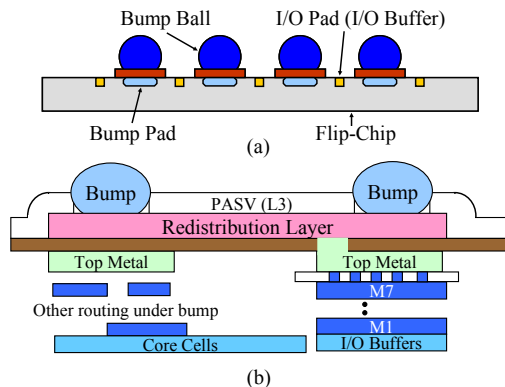 Bump Ball
I/O Pad (I/O Buffer)
Bump Pad
Flip-Chip
(a)
Bump
PASV (L3)
Bump
Redistribution Layer
Top Metal
Top Metal
M7
Other routing under bump
M1
Core Cells
I/O Buffers
(b)